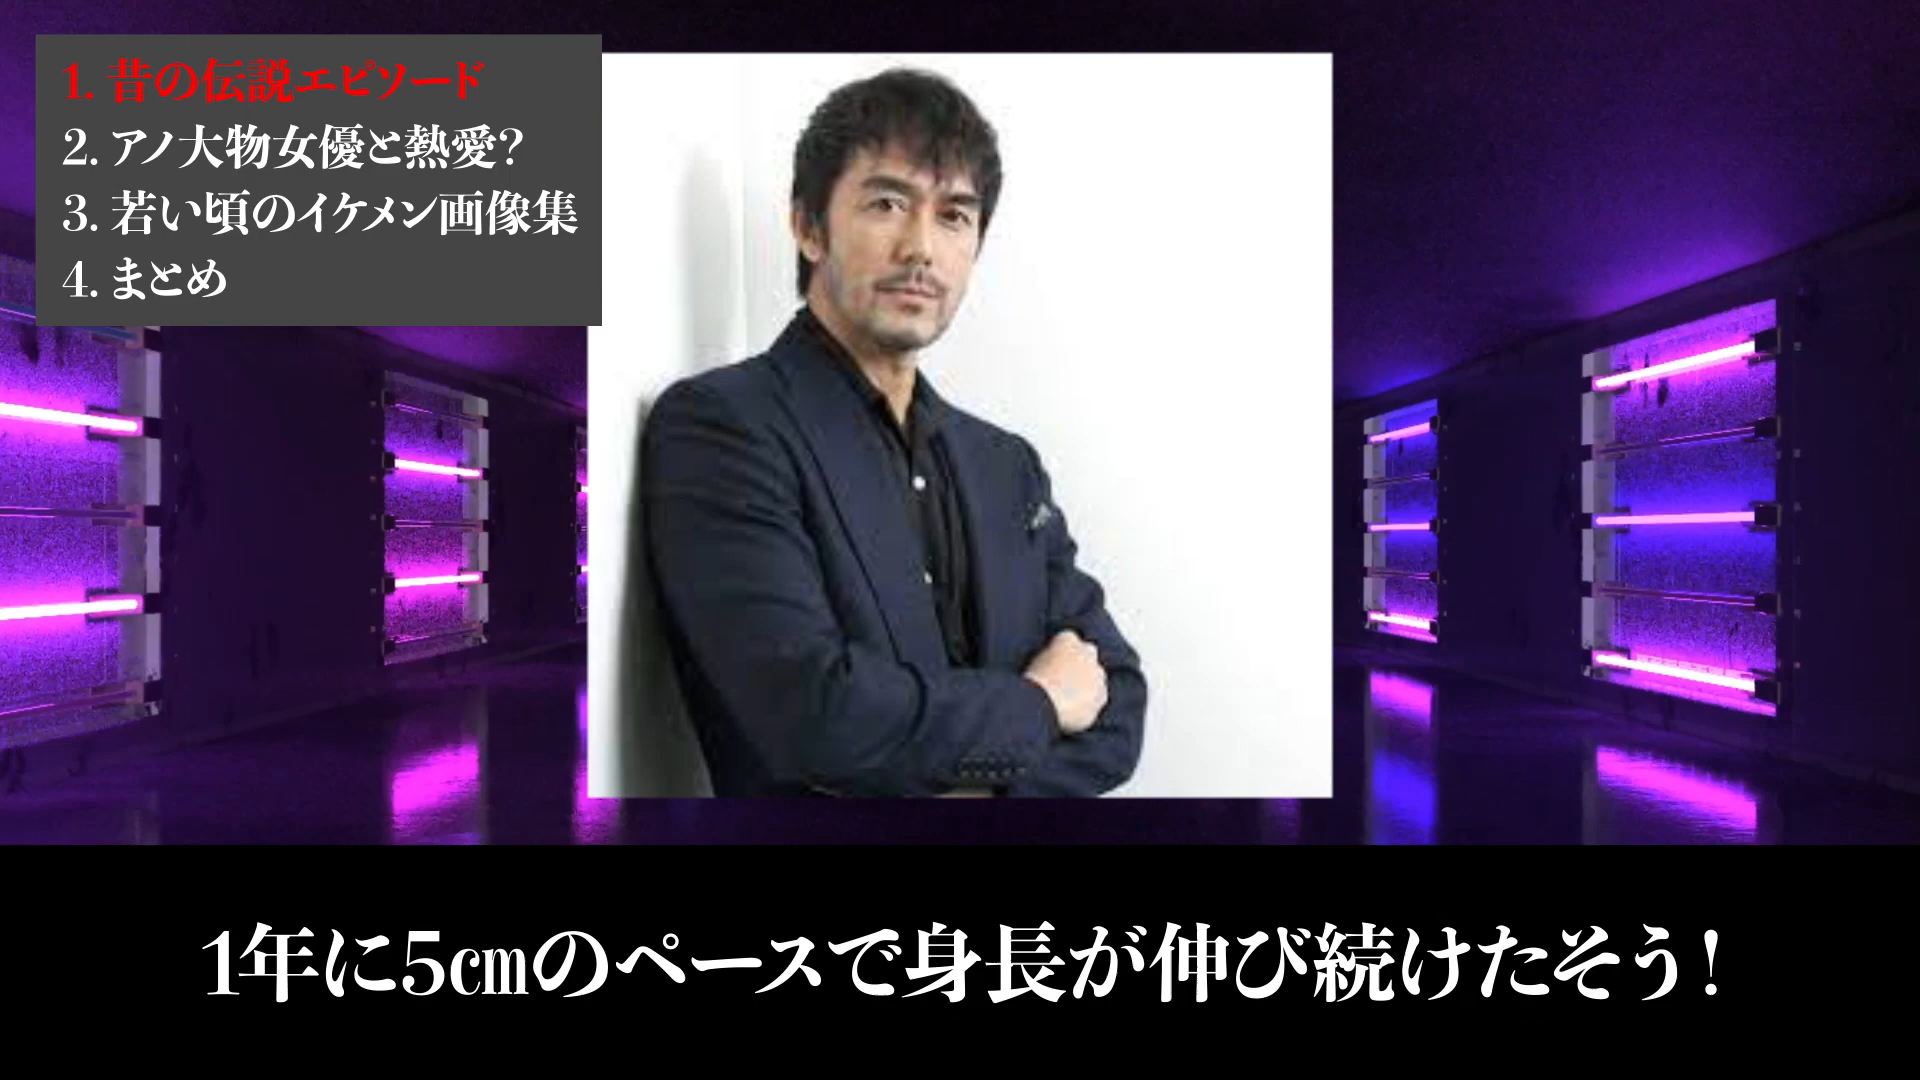 1. 昔の伝説エピソード
2. アノ大物女優と熱愛?
3. 若い頃のイケメン画像集
4. まとめ
1年に5㎝のペースで身長が伸び続けたそう!